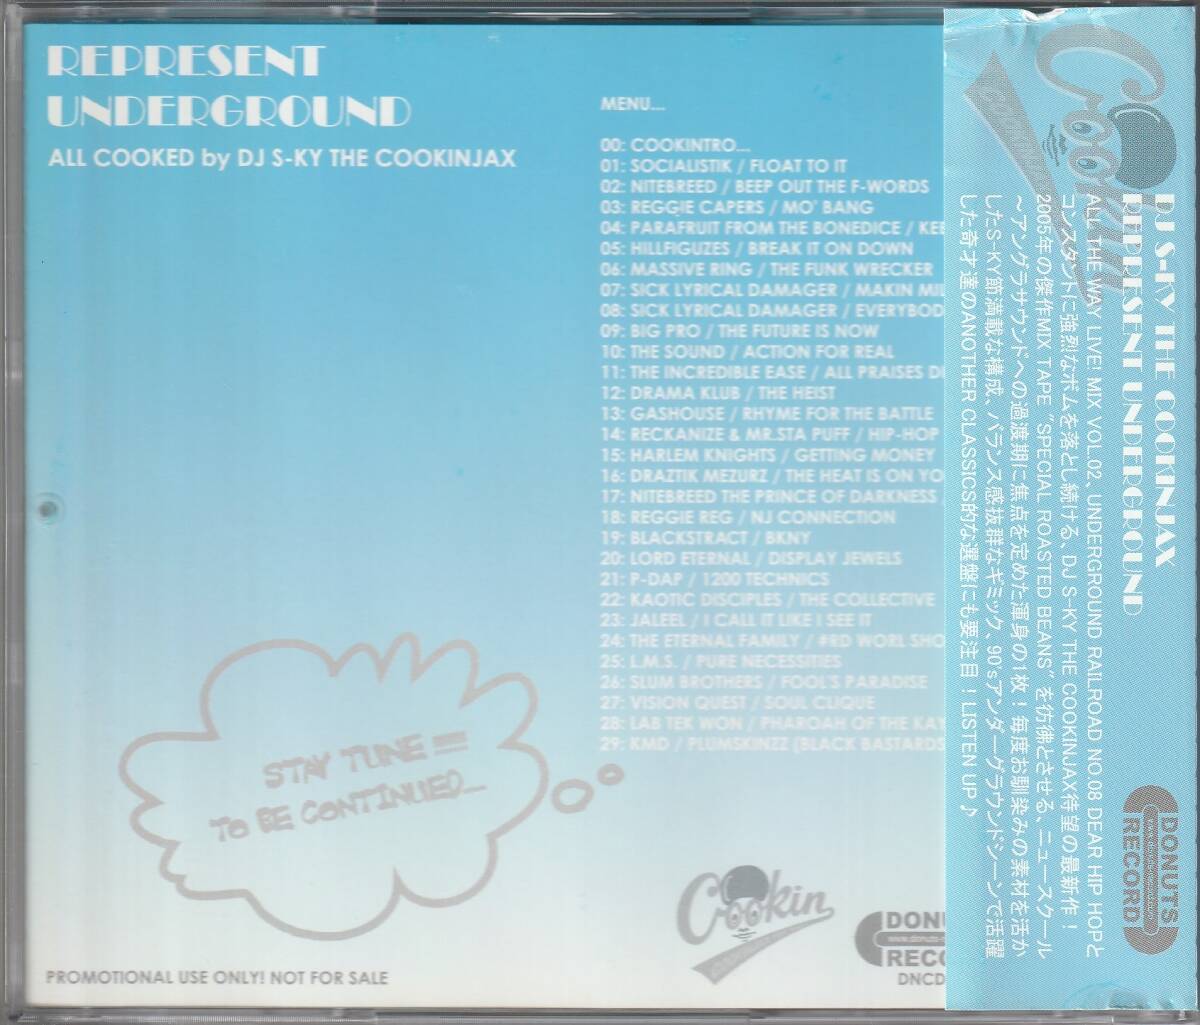 REPRESENT
UNDERGROUND
ALL COOKED by DJ S-KY THE COOKINJAX
MENU...
00: COOKINTRO...
01: SOCIALISTIK / FLOAT TO IT
02: NITEBREED / BEEP OUT THE F-WORDS
03: REGGIE CAPERS / MO' BANG
04: PARAFRUIT FROM THE BONEDICE / KEE
05: HILLFIGUZES / BREAK IT ON DOWN
06: MASSIVE RING / THE FUNK WRECKER
07: SICK LYRICAL DAMAGER / MAKIN MIL
08: SICK LYRICAL DAMAGER / EVERYBOD
09: BIG PRO / THE FUTURE IS NOW
10: THE SOUND / ACTION FOR REAL
11: THE INCREDIBLE EASE / ALL PRAISES D
12: DRAMA KLUB / THE HEIST
13: GASHOUSE / RHYME FOR THE BATTLE
14: RECKANIZE & MR.STA PUFF / HIP-HOP
15: HARLEM KNIGHTS / GETTING MONEY
16: DRAZTIK MEZURZ / THE HEAT IS ON YO
17: NITEBREED THE PRINCE OF DARKNESS /
18: REGGIE REG / NJ CONNECTION
19: BLACKSTRACT / BKNY
20: LORD ETERNAL / DISPLAY JEWELS
21: P-DAP / 1200 TECHNICS
22: KAOTIC DISCIPLES / THE COLLECTIVE
23: JALEEL / I CALL IT LIKE I SEE IT
24: THE ETERNAL FAMILY / #RD WORL SHO
25: L.M.S. / PURE NECESSITIES
26: SLUM BROTHERS / FOOL'S PARADISE
27: VISION QUEST / SOUL CLIQUE
28: LAB TEK WON / PHAROAH OF THE KAY
29: KMD / PLUMSKINZZ (BLACK BASTARDS
STAY TUNE !!!!
TO BE CONTINUED...
Cookin
DONU
RECO
DNCD
PROMOTIONAL USE ONLY! NOT FOR SALE
Cookin
DJ S-KY THE COOKINJAX
REPRESENT UNDERGROUND
ALL THE WAY LIVE! MIX VOL.02、UNDERGROUND RAILROAD NO.08 DEAR HIP HOPと
コンスタントに強烈なボムを落とし続ける、DJ S-KY THE COOKINJAX待望の最新作！
2005年の傑作MIX TAPE “SPECIAL ROASTED BEANS”を彷彿とさせる、ニュースクール
～アングラサウンドへの過渡期に焦点を定めた渾身の1枚！毎度お馴染みの素材を活か
したS-KY節満載な構成、バランス感抜群なギミック、90'sアンダーグラウンドシーンで活躍
した奇才達のANOTHER CLASSICS的な選盤にも要注目！LISTEN UP♪
DONUTS
RECORD